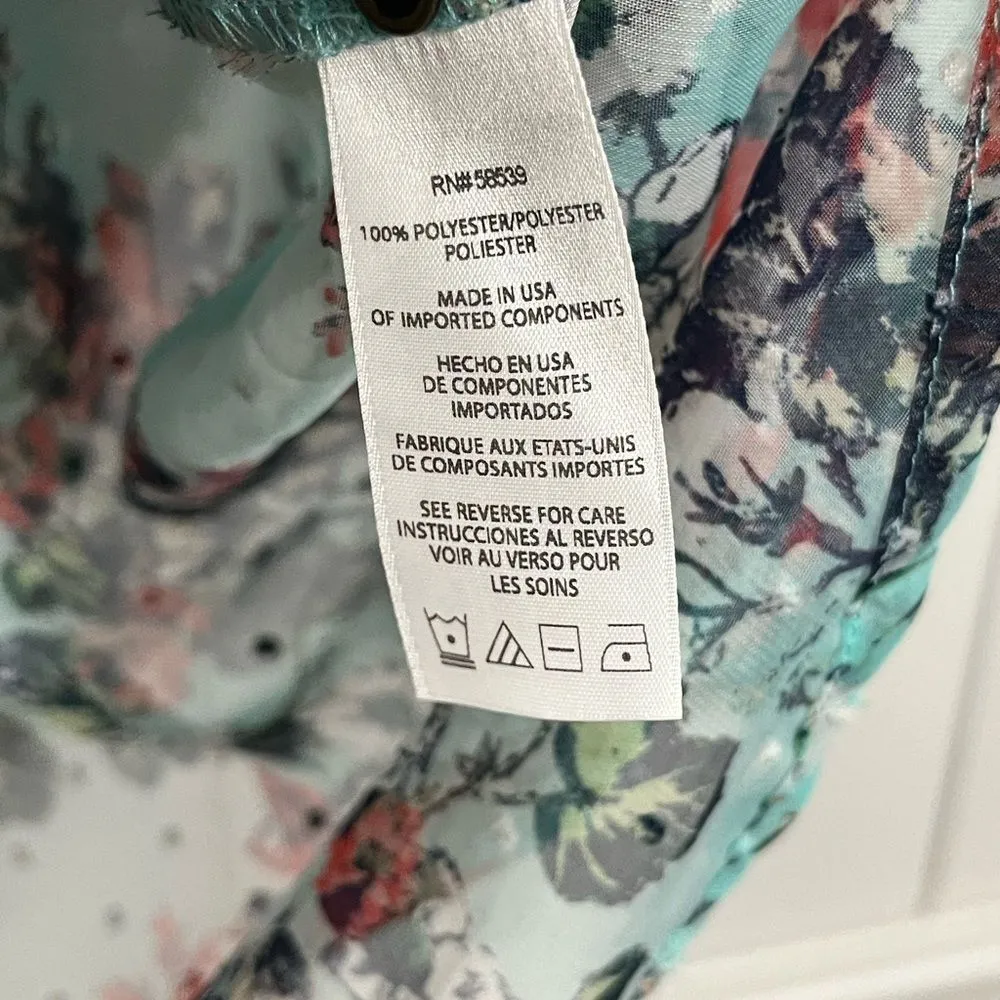 RN# 58539
100% POLYESTER/POLYESTER
POLIESTER
MADE IN USA
OF IMPORTED COMPONENTS
HECHO EN USA
DE COMPONENTES
IMPORTADOS
FABRIQUE AUX ETATS-UNIS
DE COMPOSANTS IMPORTES
SEE REVERSE FOR CARE
INSTRUCCIONES AL REVERSO
VOIR AU VERSO POUR
LES SOINS